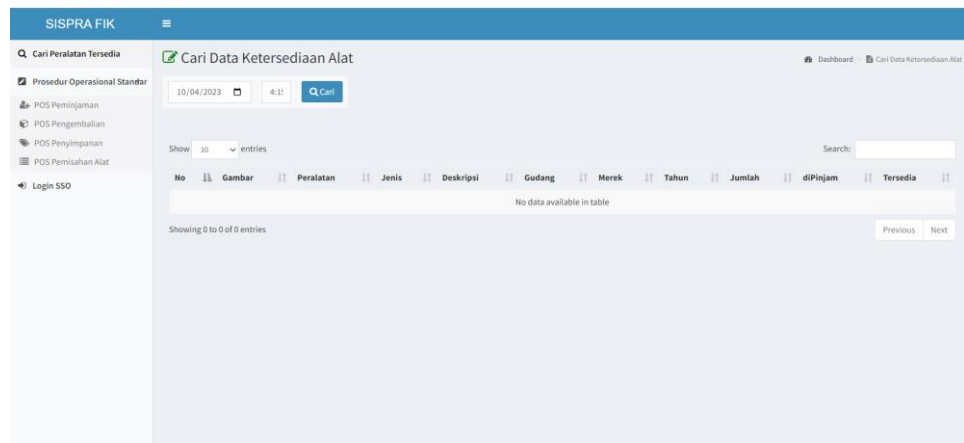 SISPRA FIK
Cari Peralatan Tersedia
Prosedur Operasional Standar
POS Peminjaman
POS Pengembalian
POS Penyimpanan
POS Pemisahan Alat
Login SSO
Cari Data Ketersediaan Alat
Dashboard > Cari Data Ketersediaan Alat
10/04/2023 Cari
Show 10 entries Search:
No Gambar Peralatan Jenis Deskripsi Gudang Merek Tahun Jumlah diPinjam Tersedia
No data available in table
Showing 0 to 0 of 0 entries Previous Next